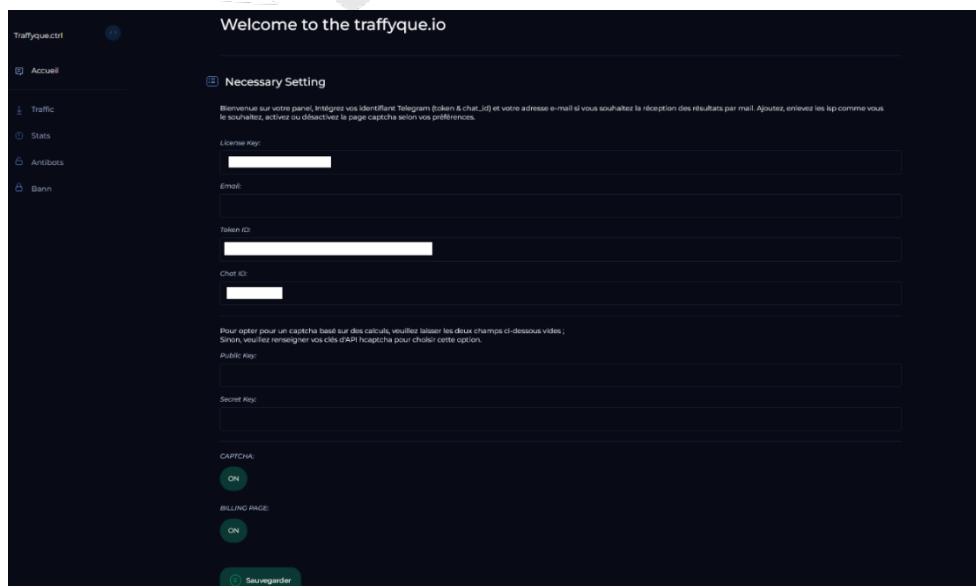 Traffyque.ctrl
Welcome to the traffyque.io
Accueil
Traffic
Stats
Antibots
Bann
Necessary Setting
Bienvenue sur votre panel, Intégrez vos identifiant Telegram (token & chat_id) et votre adresse e-mail si vous souhaitez la réception des résultats par mail. Ajoutez, enlevez les isp comme vous
le souhaitez, activez ou désactivez la page captcha selon vos préférences.
License Key:
Email:
Token ID:
Chat ID:
Pour opter pour un captcha basé sur des calculs, veuillez laisser les deux champs ci-dessous vides ;
Sinon, veuillez renseigner vos clés d'API hcaptcha pour choisir cette option.
Public Key:
Secret Key:
CAPTCHA:
ON
BILLING PAGE:
ON
Sauvegarder